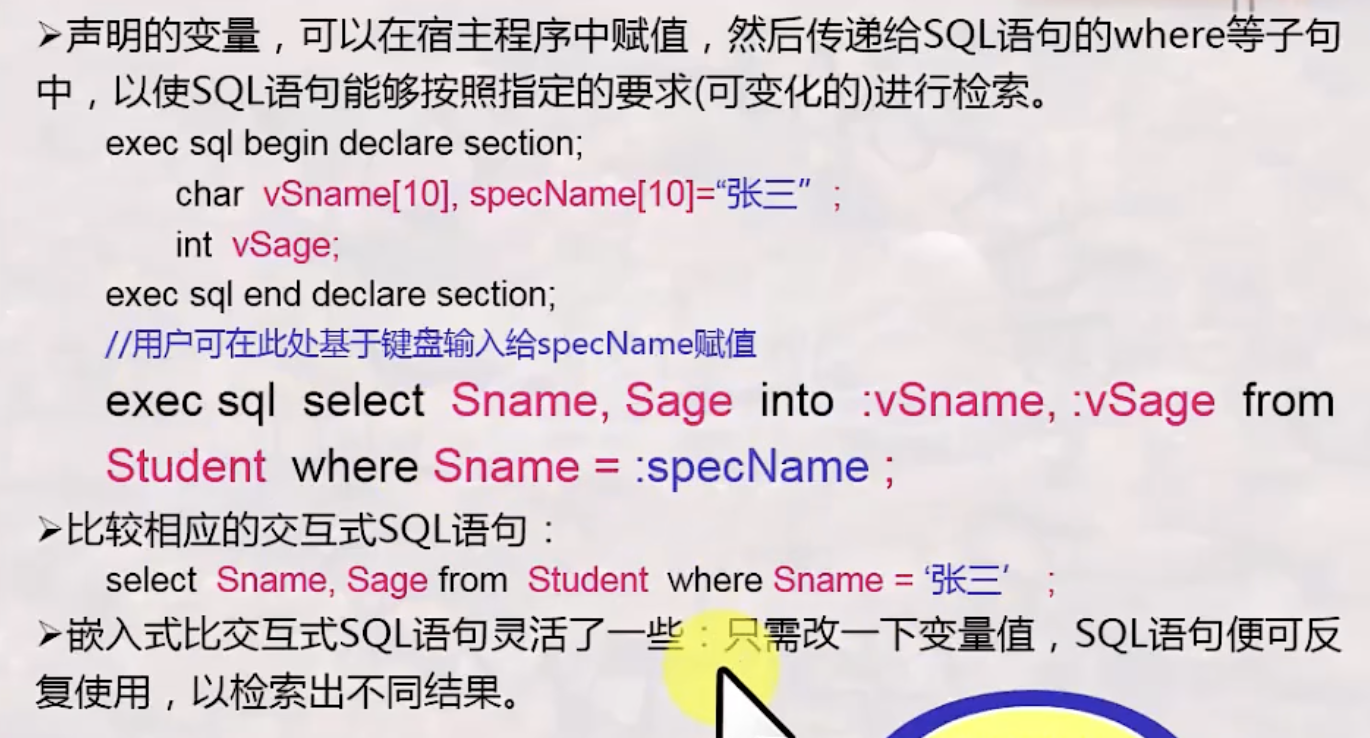 ➢声明的变量，可以在宿主程序中赋值，然后传递给SQL语句的where等子句
中，以使SQL语句能够按照指定的要求(可变化的)进行检索。
exec sql begin declare section;
char vSname[10], specName[10]=“张三” ;
int vSage;
exec sql end declare section;
//用户可在此处基于键盘输入给specName赋值
exec sql select Sname, Sage into :vSname, :vSage from
Student where Sname = :specName ;
➢比较相应的交互式SQL语句：
select Sname, Sage from Student where Sname = ‘张三’ ;
➢嵌入式比交互式SQL语句灵活了一些：只需改一下变量值，SQL语句便可反
复使用，以检索出不同结果。